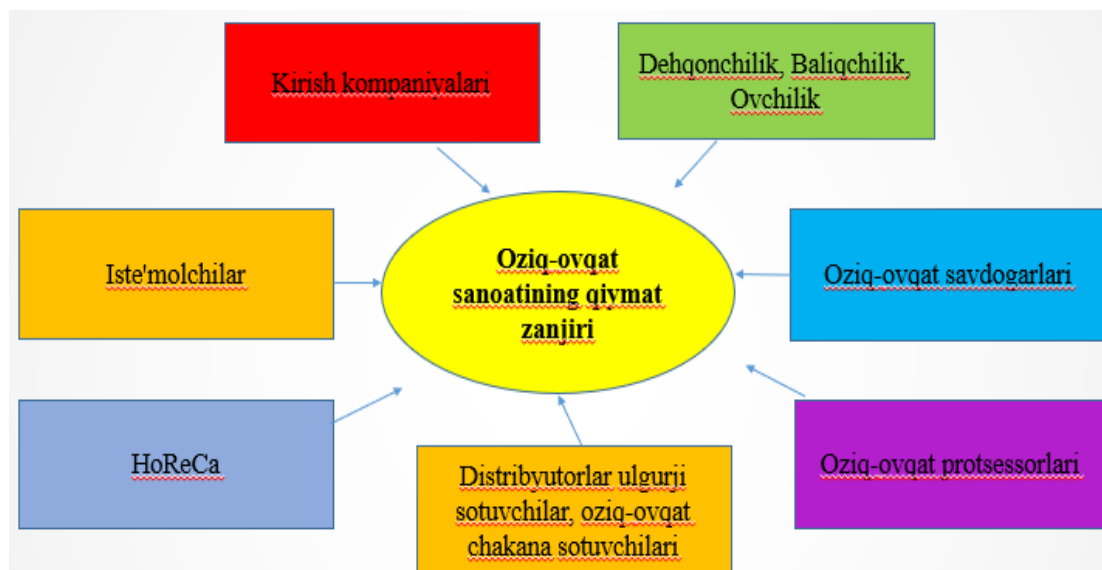 Kirish kompaniyalari
Dehqonchilik, Baliqchilik,
Ovchilik
Iste'molchilar
Oziq-ovqat
sanoatining qiymat
zanjiri
Oziq-ovqat savdogarlari
HoReCa
Distribyutorlar ulgurji
sotuvchilar, oziq-ovqat
chakana sotuvchilari
Oziq-ovqat protsessorlari